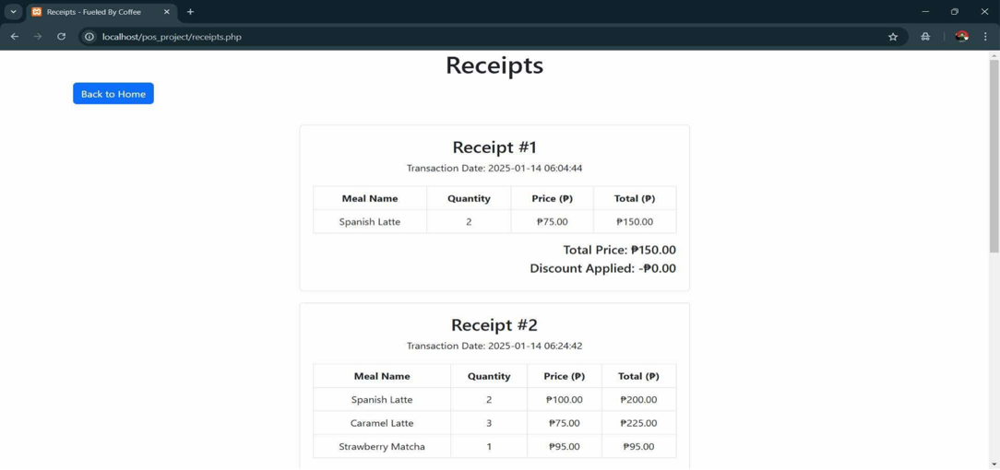 Receipts - Fueled By Coffee
localhost/pos_project/receipts.php
Receipts
Back to Home
Receipt #1
Transaction Date: 2025-01-14 06:04:44
Meal Name Quantity Price (₱) Total (₱)
Spanish Latte 2 ₱75.00 ₱150.00
Total Price: ₱150.00
Discount Applied: -₱0.00
Receipt #2
Transaction Date: 2025-01-14 06:24:42
Meal Name Quantity Price (₱) Total (₱)
Spanish Latte 2 ₱100.00 ₱200.00
Caramel Latte 3 ₱75.00 ₱225.00
Strawberry Matcha 1 ₱95.00 ₱95.00